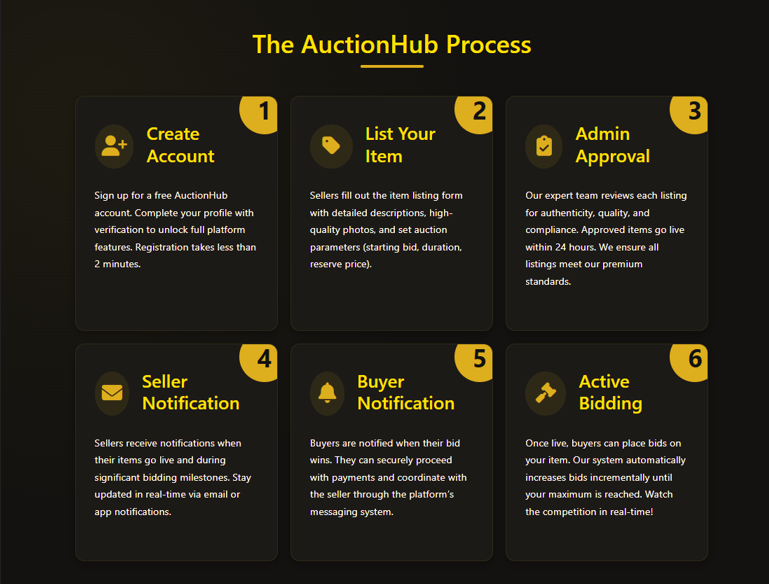 The AuctionHub Process
1
Create
Account
Sign up for a free AuctionHub
account. Complete your profile with
verification to unlock full platform
features. Registration takes less than
2 minutes.
2
List Your
Item
Sellers fill out the item listing form
with detailed descriptions, high-
quality photos, and set auction
parameters (starting bid, duration,
reserve price).
3
Admin
Approval
Our expert team reviews each listing
for authenticity, quality, and
compliance. Approved items go live
within 24 hours. We ensure all
listings meet our premium
standards.
4
Seller
Notification
Sellers receive notifications when
their items go live and during
significant bidding milestones. Stay
updated in real-time via email or
app notifications.
5
Buyer
Notification
Buyers are notified when their bid
wins. They can securely proceed
with payments and coordinate with
the seller through the platform's
messaging system.
6
Active
Bidding
Once live, buyers can place bids on
your item. Our system automatically
increases bids incrementally until
your maximum is reached. Watch
the competition in real-time!